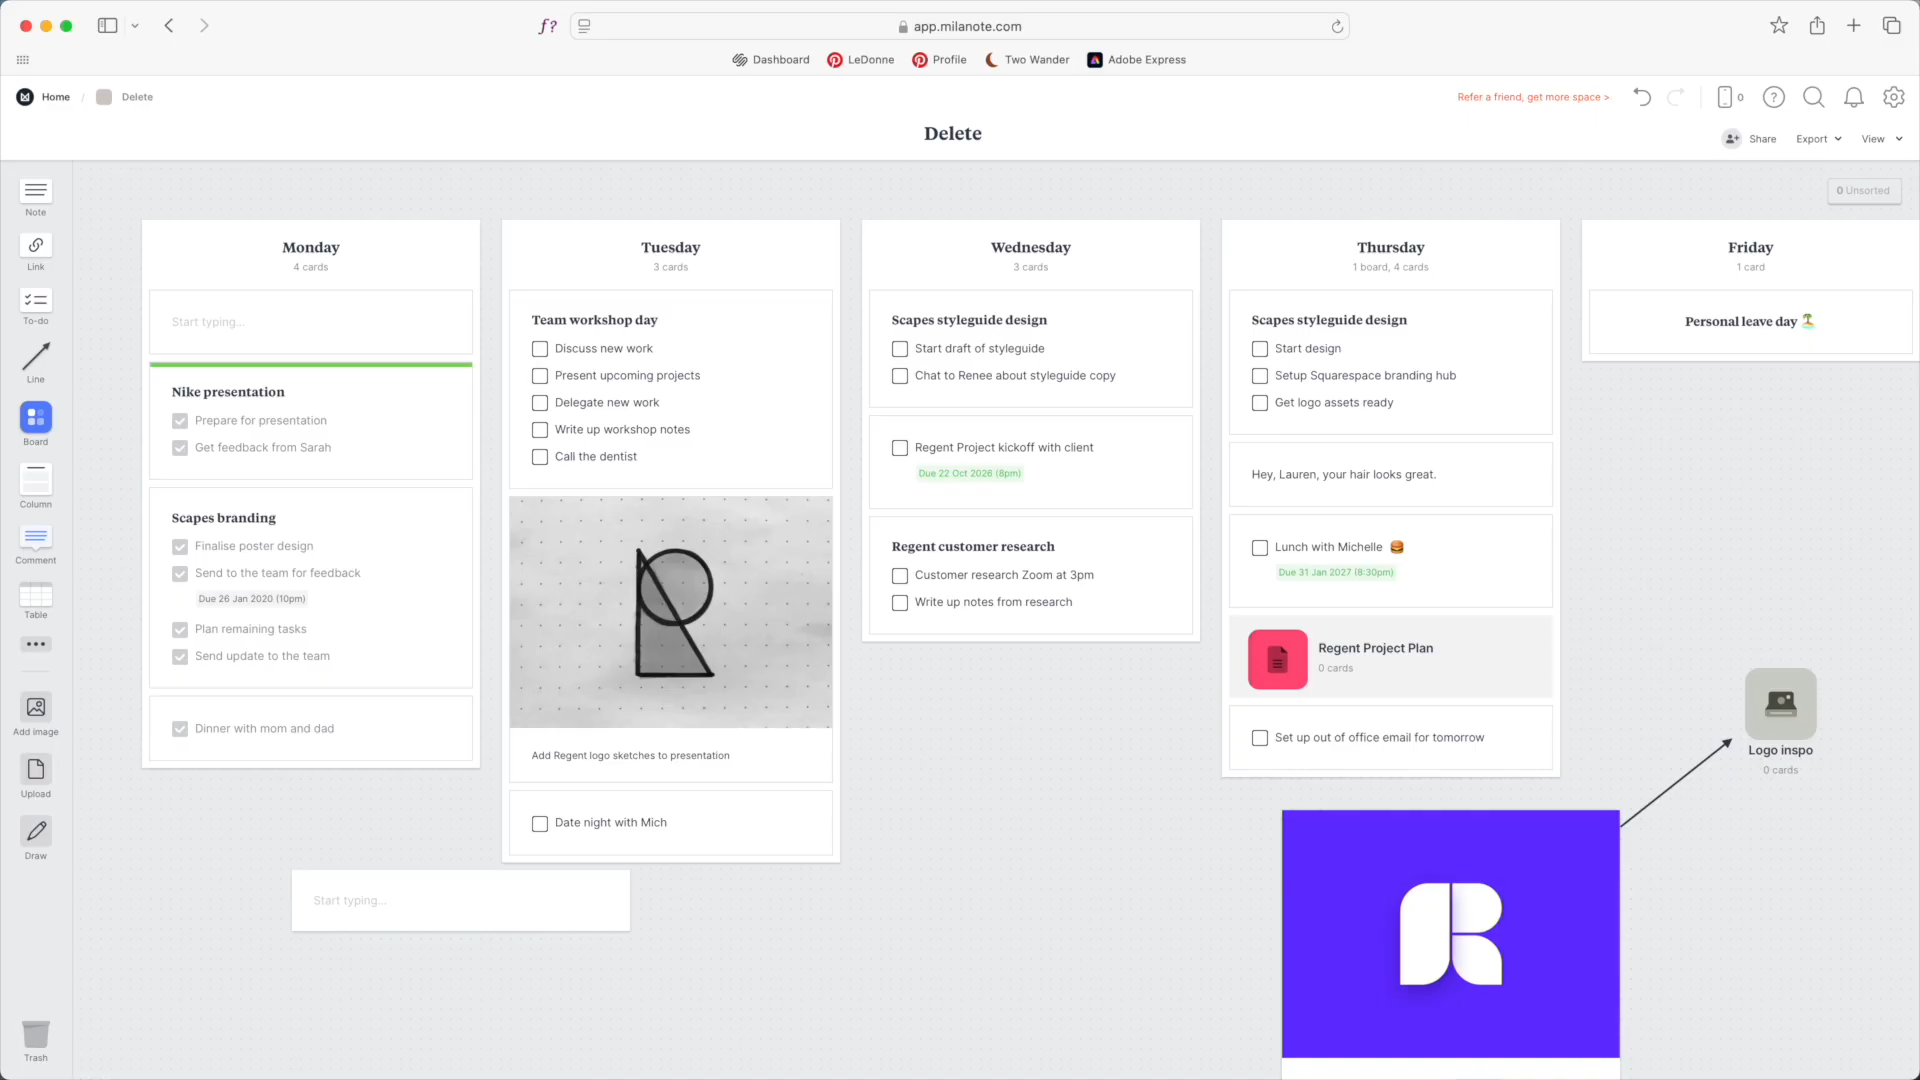 f?
app.milanote.com
Dashboard
LeDonne
Profile
Two Wander
Adobe Express
Home / Delete
Refer a friend, get more space >
0
Delete
Share
Export
View
Note
Link
To-do
Line
Board
Column
Comment
Table
Add image
Upload
Draw
Trash
0 Unsorted
Monday
4 cards
Start typing...
Nike presentation
Prepare for presentation
Get feedback from Sarah
Scapes branding
Finalise poster design
Send to the team for feedback
Due 26 Jan 2020 (10pm)
Plan remaining tasks
Send update to the team
Dinner with mom and dad
Start typing...
Tuesday
3 cards
Team workshop day
Discuss new work
Present upcoming projects
Delegate new work
Write up workshop notes
Call the dentist
Add Regent logo sketches to presentation
Date night with Mich
Wednesday
3 cards
Scapes styleguide design
Start draft of styleguide
Chat to Renee about styleguide copy
Regent Project kickoff with client
Due 22 Oct 2026 (8pm)
Regent customer research
Customer research Zoom at 3pm
Write up notes from research
Thursday
1 board, 4 cards
Scapes styleguide design
Start design
Setup Squarespace branding hub
Get logo assets ready
Hey, Lauren, your hair looks great.
Lunch with Michelle 🍔
Due 31 Jan 2027 (8:30pm)
Regent Project Plan
0 cards
Set up out of office email for tomorrow
R
Friday
1 card
Personal leave day 🏝️
Logo inspo
0 cards